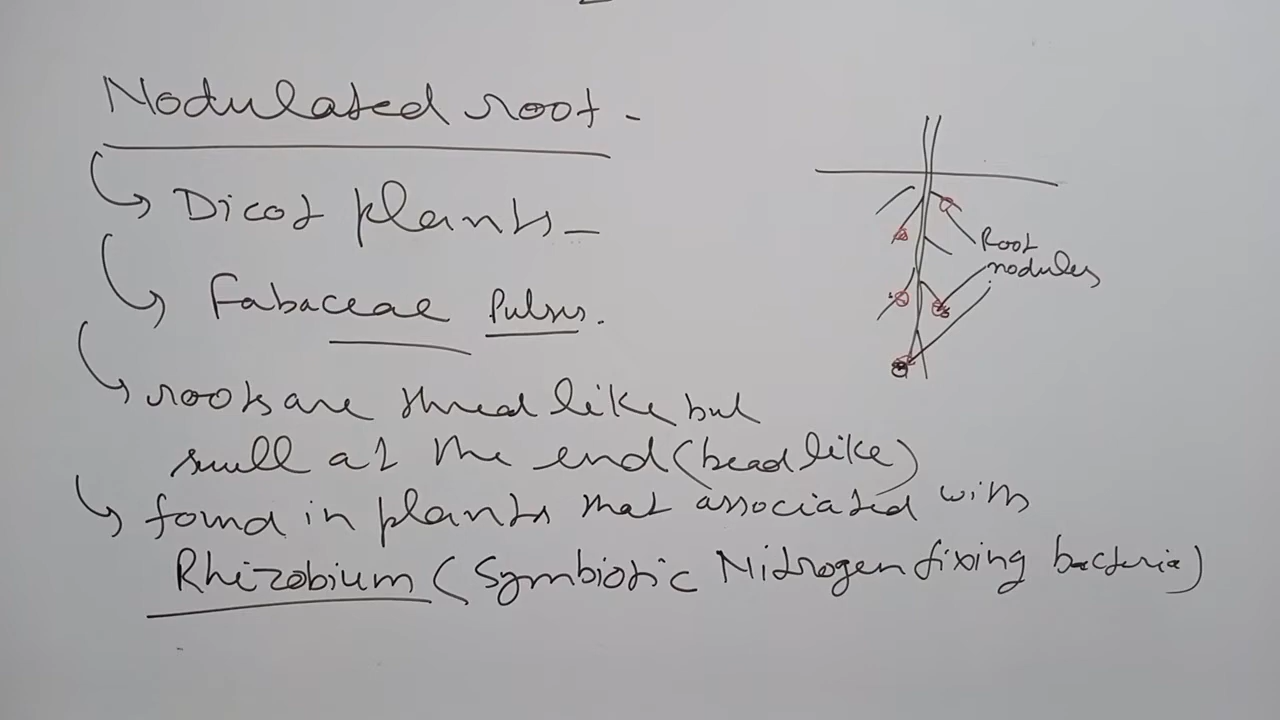 Nodulated root -
Dicot plants -
Fabaceae Pulses.
roots are thread like but
swell at the end (bead like)
found in plants that associated with
Rhizobium (Symbiotic Nitrogen fixing bacteria)
Root
nodules